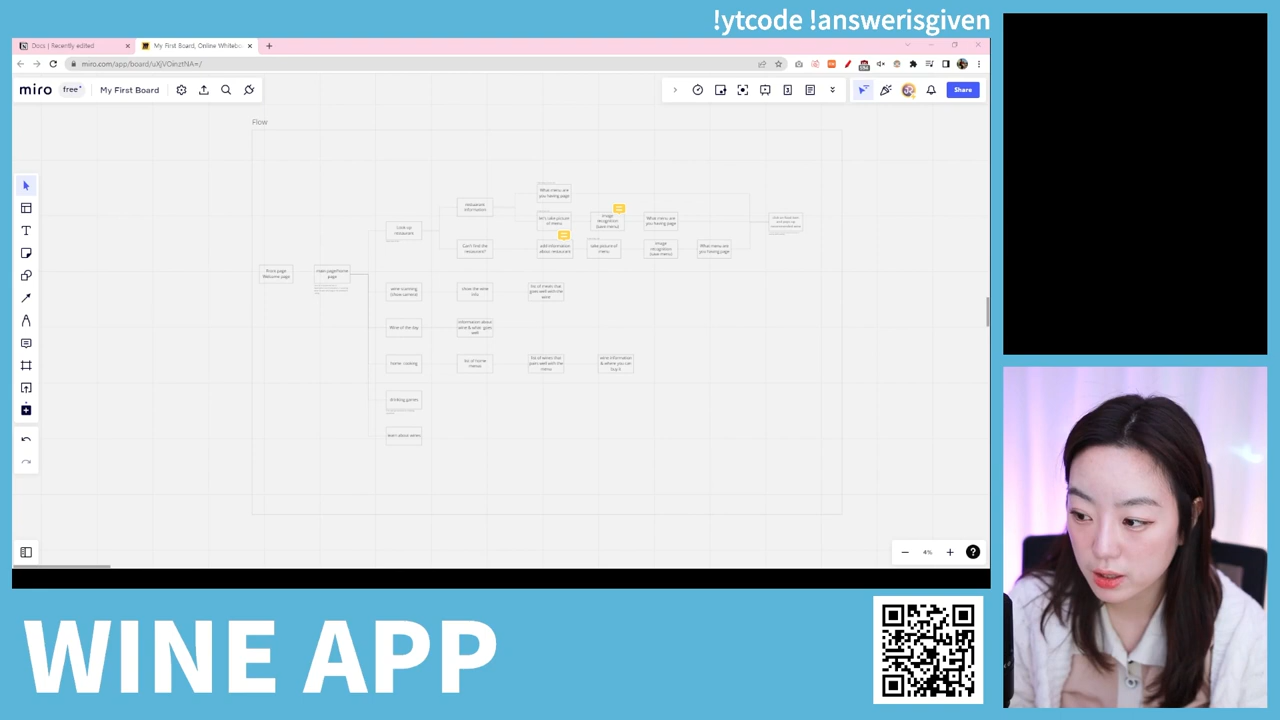 !ytcode !answerisgiven
Docs | Recently edited
My First Board, Online Whiteb
miro.com/app/board/uXjVOinztNA=/
miro
free
My First Board
Share
Flow
What menu are
you having page
restaurant
information
let's take picture
of menu
image
recognition
(save menu)
What menu are
you having page
Look up
restaurant
Can't find the
restaurant?
add information
about restaurant
take picture of
menu
image
recognition
(save menu)
What menu are
you having page
front page
Welcome page
main page/home
page
wine scanning
(show camera)
show the wine
info
list of menu that
goes well with the
wine
Wine of the day
information about
wine & what goes
well
home cooking
list of home
menus
list of wines that
goes well with the
menu
wine information
& where you can
buy it
drinking games
learn about wines
4%
WINE APP